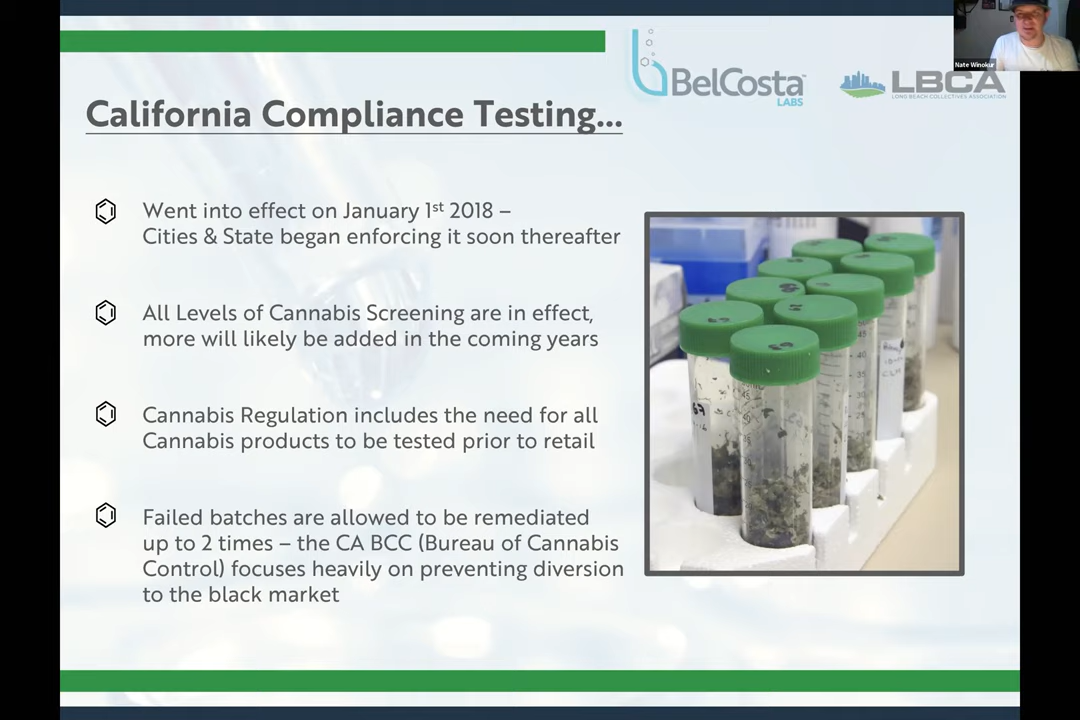 Nate Winokur
BelCosta™
LABS
LBCA
LONG BEACH COLLECTIVES ASSOCIATION
California Compliance Testing...
Went into effect on January 1st 2018 –
Cities & State began enforcing it soon thereafter
All Levels of Cannabis Screening are in effect,
more will likely be added in the coming years
Cannabis Regulation includes the need for all
Cannabis products to be tested prior to retail
Failed batches are allowed to be remediated
up to 2 times – the CA BCC (Bureau of Cannabis
Control) focuses heavily on preventing diversion
to the black market